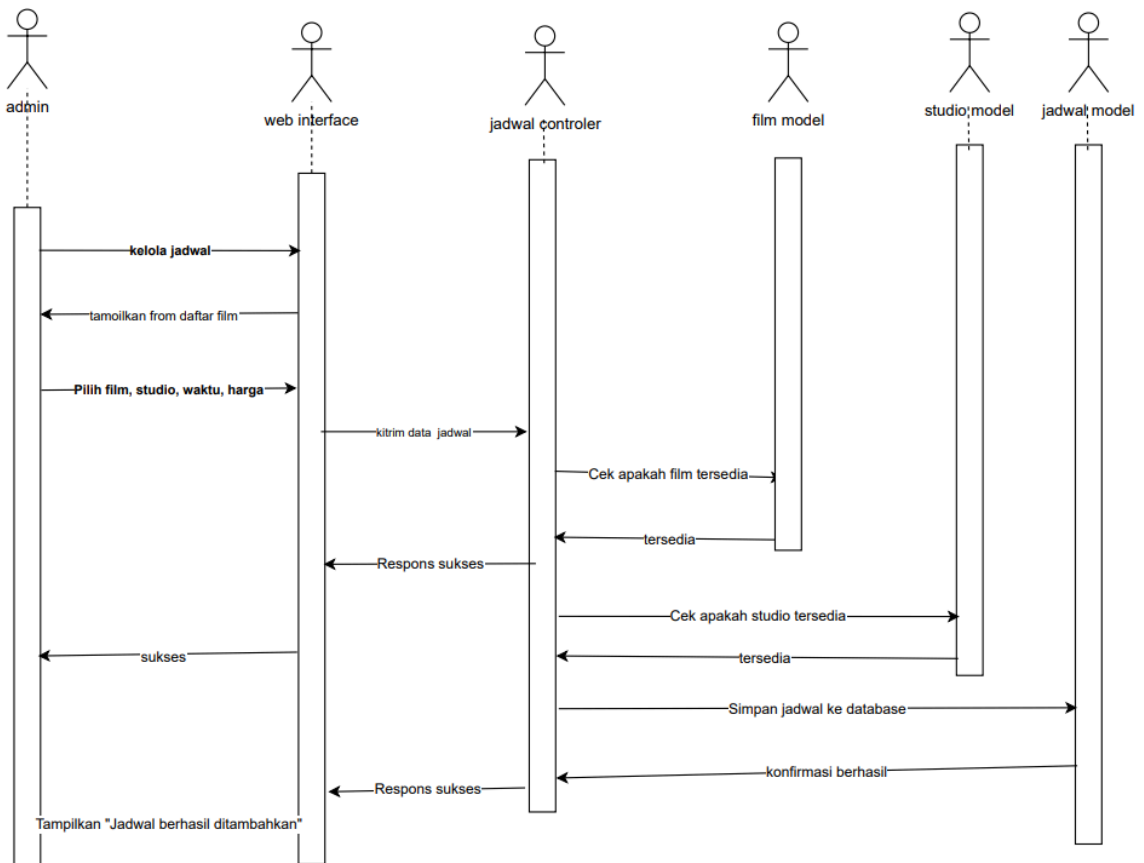 admin
web interface
jadwal controler
film model
studio model
jadwal model
kelola jadwal
tamoilkan from daftar film
Pilih film, studio, waktu, harga
kitrim data jadwal
Cek apakah film tersedia
tersedia
Respons sukses
Cek apakah studio tersedia
sukses
tersedia
Simpan jadwal ke database
konfirmasi berhasil
Respons sukses
Tampilkan "Jadwal berhasil ditambahkan"